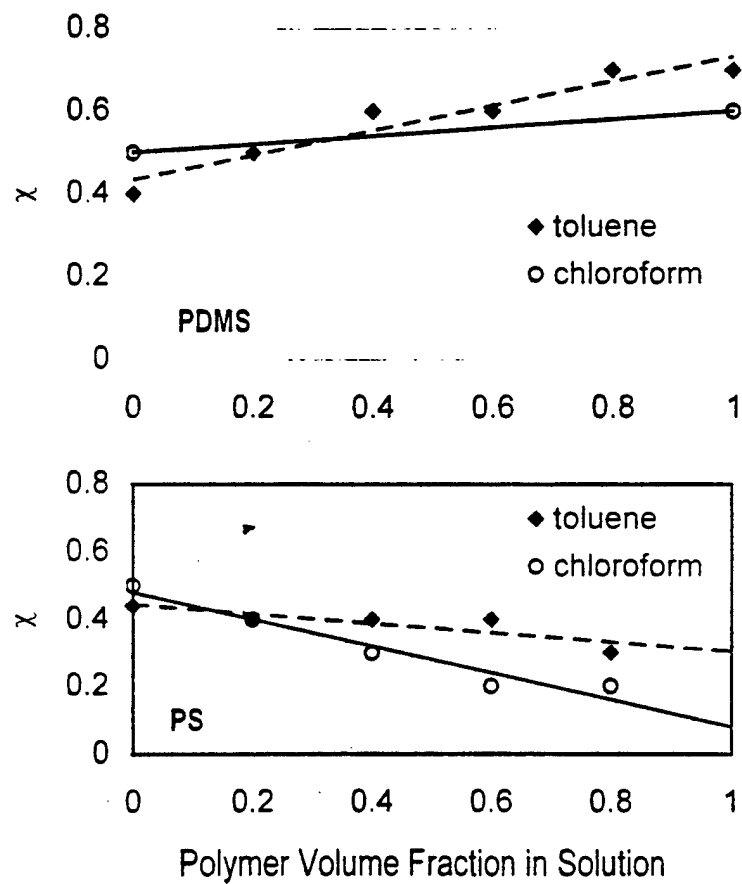 0.8
0.6
χ
0.4
◆ toluene
0.2
○ chloroform
PDMS
0
0 0.2 0.4 0.6 0.8 1
0.8
◆ toluene
0.6
○ chloroform
χ
0.4
0.2
PS
0
0 0.2 0.4 0.6 0.8 1
Polymer Volume Fraction in Solution